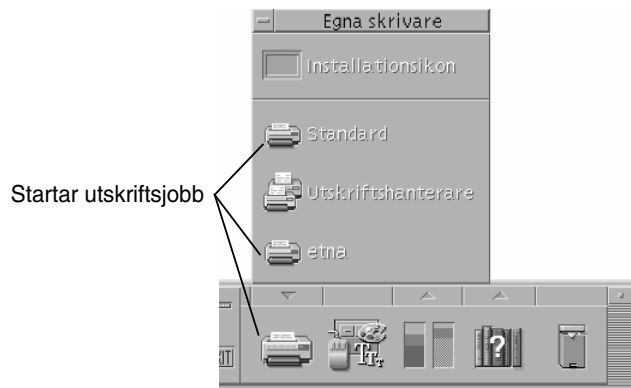 Egna skrivare
Installationsikon
Standard
Startar utskriftsjobb
Utskriftshanterare
etna
?